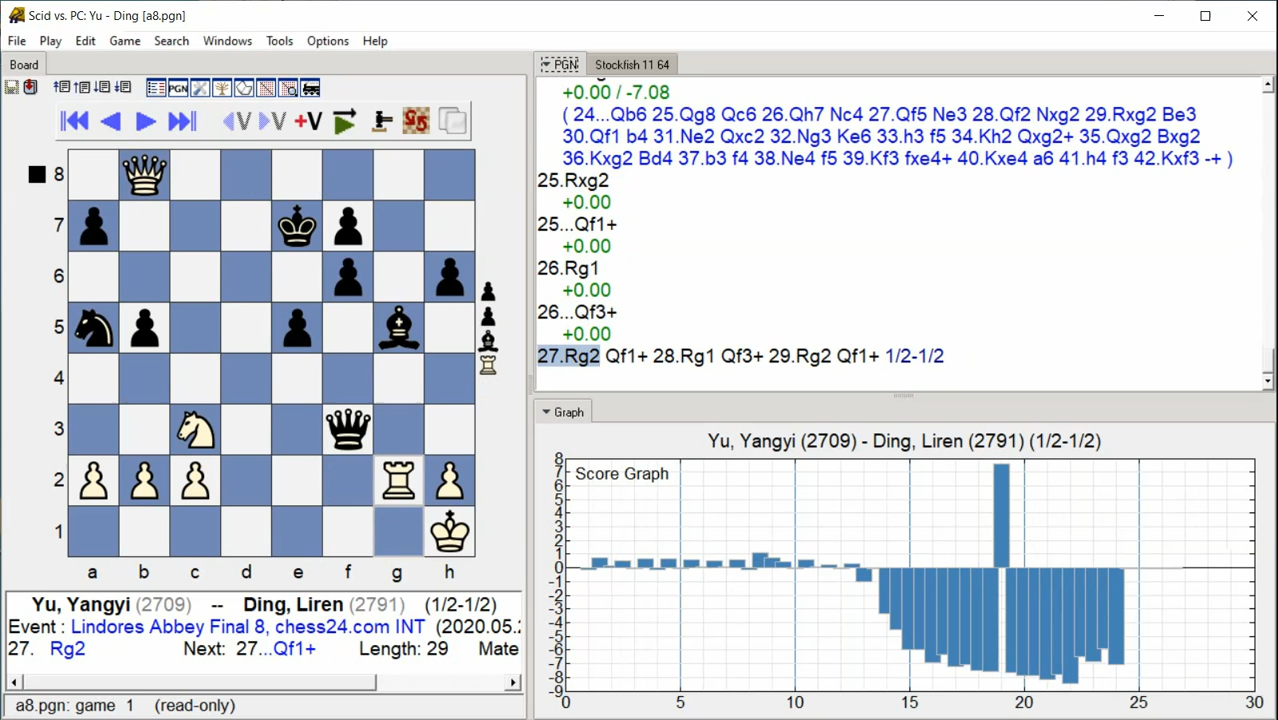 Scid vs. PC: Yu - Ding [a8.pgn]
File Play Edit Game Search Windows Tools Options Help
Board
PGN
Stockfish 11 64
PGN
V V +V
+0.00 / -7.08
( 24...Qb6 25.Qg8 Qc6 26.Qh7 Nc4 27.Qf5 Ne3 28.Qf2 Nxg2 29.Rxg2 Be3
30.Qf1 b4 31.Ne2 Qxc2 32.Ng3 Ke6 33.h3 f5 34.Kh2 Qxg2+ 35.Qxg2 Bxg2
36.Kxg2 Bd4 37.b3 f4 38.Ne4 f5 39.Kf3 fxe4+ 40.Kxe4 a6 41.h4 f3 42.Kxf3 -+ )
25.Rxg2
+0.00
25...Qf1+
+0.00
26.Rg1
+0.00
26...Qf3+
+0.00
27.Rg2 Qf1+ 28.Rg1 Qf3+ 29.Rg2 Qf1+ 1/2-1/2
8
7
6
5
4
3
2
1
a b c d e f g h
Yu, Yangyi (2709) -- Ding, Liren (2791) (1/2-1/2)
Event : Lindores Abbey Final 8, chess24.com INT (2020.05.2
27. Rg2 Next: 27...Qf1+ Length: 29 Mate
a8.pgn: game 1 (read-only)
Graph
Yu, Yangyi (2709) - Ding, Liren (2791) (1/2-1/2)
Score Graph
8
7
6
5
4
3
2
1
0
-1
-2
-3
-4
-5
-6
-7
-8
-9
0 5 10 15 20 25 30